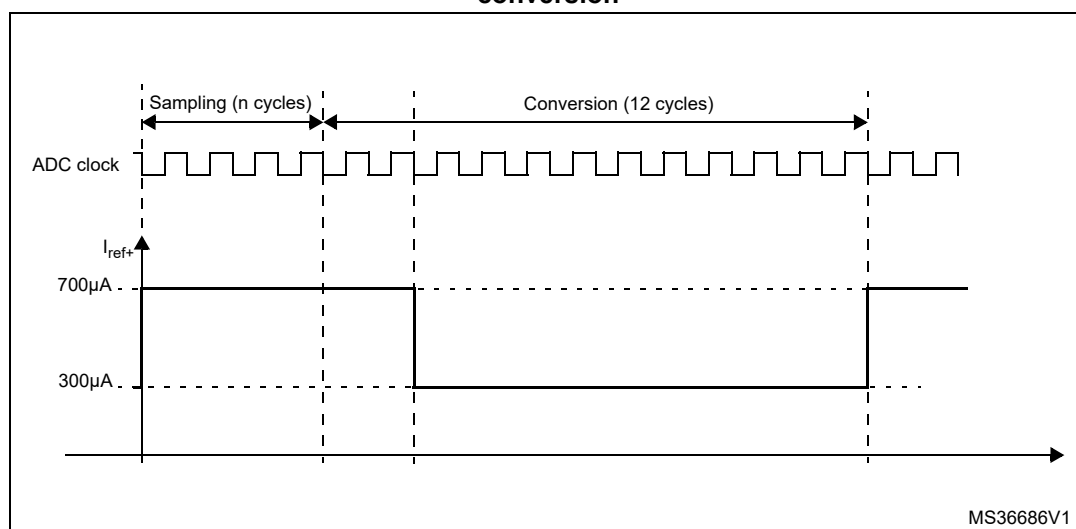 conversion
Sampling (n cycles)
Conversion (12 cycles)
ADC clock
Iref+
700µA
300µA
MS36686V1